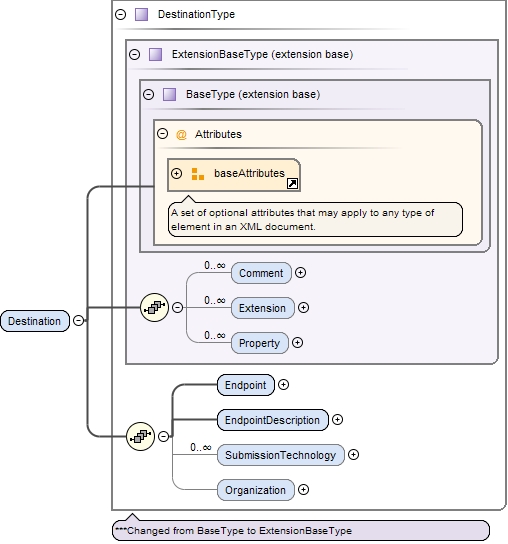 DestinationType
ExtensionBaseType (extension base)
BaseType (extension base)
@ Attributes
baseAttributes
A set of optional attributes that may apply to any type of
element in an XML document.
0..∞
Comment
0..∞
Extension
0..∞
Property
Destination
Endpoint
EndpointDescription
0..∞
SubmissionTechnology
Organization
***Changed from BaseType to ExtensionBaseType